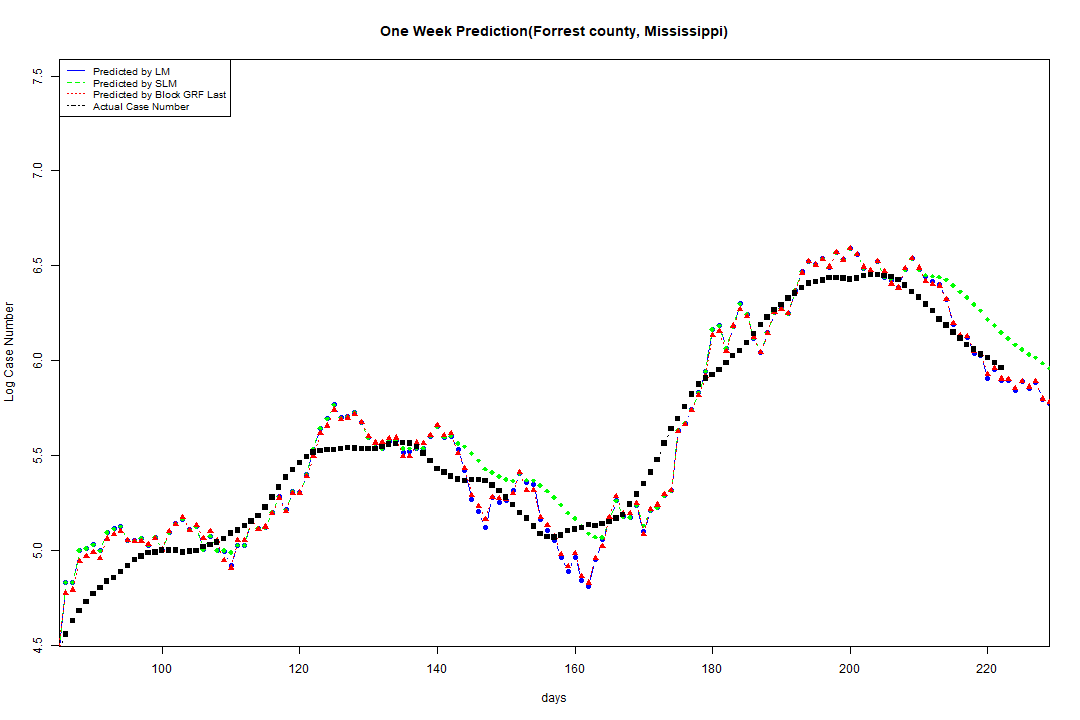 One Week Prediction(Forrest county, Mississippi)
Predicted by LM
Predicted by SLM
Predicted by Block GRF Last
Actual Case Number
7.5
7.0
6.5
6.0
5.5
5.0
4.5
Log Case Number
100 120 140 160 180 200 220
days